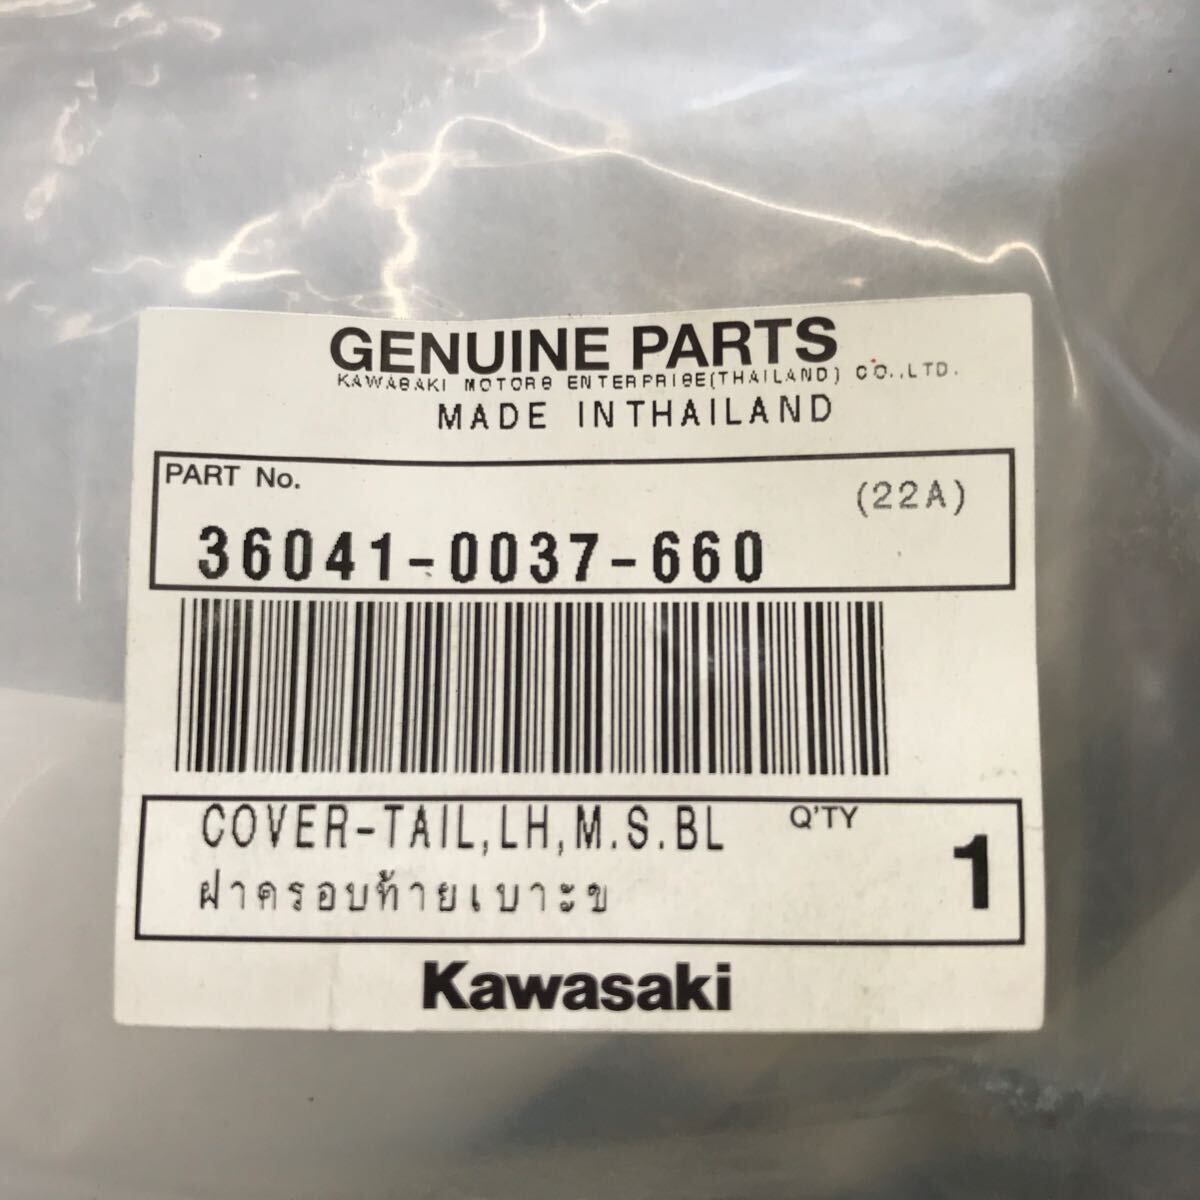 GENUINE PARTS
KAWASAKI MOTORS ENTERPRISE(THAILAND) CO.,LTD.
MADE INTHAILAND
PART No.
(22A)
36041-0037-660
COVER-TAIL,LH,M.S.BL
Q'TY
ฝาครอบท้ายเบาะข
1
Kawasaki